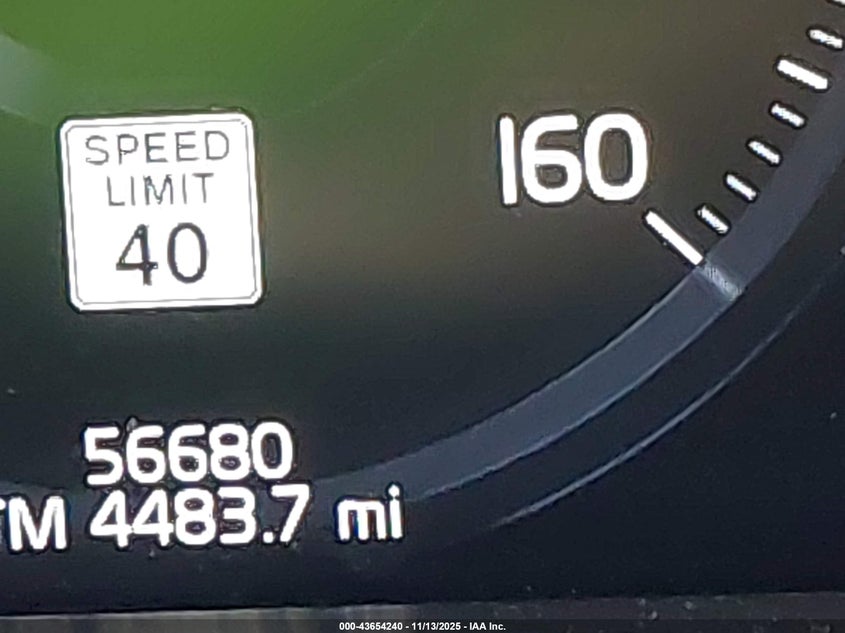 SPEED
LIMIT
40
160
56680
TM 4483.7 mi
000-43654240 - 11/13/2025 - IAA Inc.